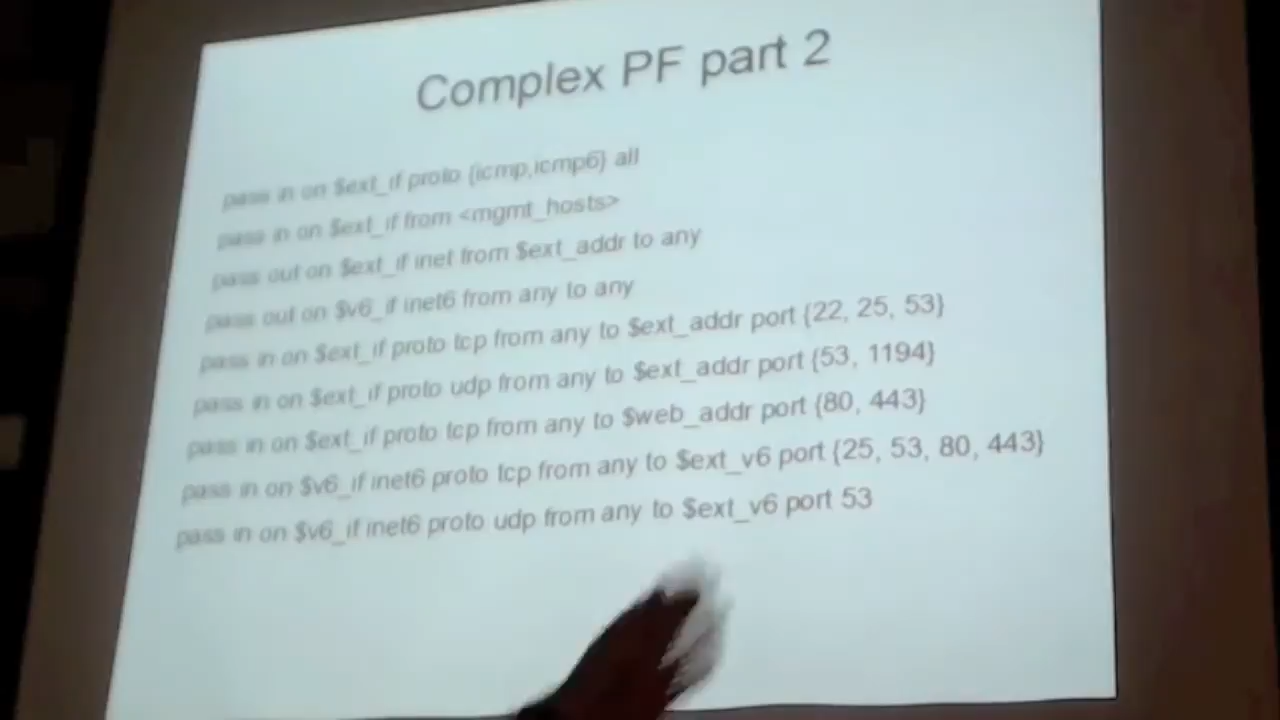 Complex PF part 2
pass in on $ext_if proto {icmp,icmp6} all
pass in on $ext_if from <mgmt_hosts>
pass out on $ext_if inet from $ext_addr to any
pass out on $v6_if inet6 from any to any
pass in on $ext_if proto tcp from any to $ext_addr port {22, 25, 53}
pass in on $ext_if proto udp from any to $ext_addr port {53, 1194}
pass in on $ext_if proto tcp from any to $web_addr port {80, 443}
pass in on $v6_if inet6 proto tcp from any to $ext_v6 port {25, 53, 80, 443}
pass in on $v6_if inet6 proto udp from any to $ext_v6 port 53